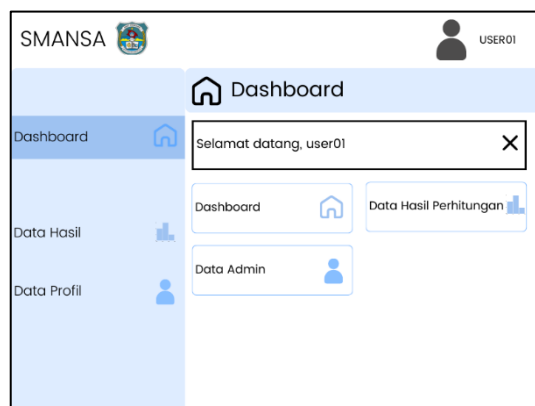 SMANSA
USER01
Dashboard
Dashboard
Data Hasil
Data Profil
Selamat datang, user01
Dashboard
Data Hasil Perhitungan
Data Admin